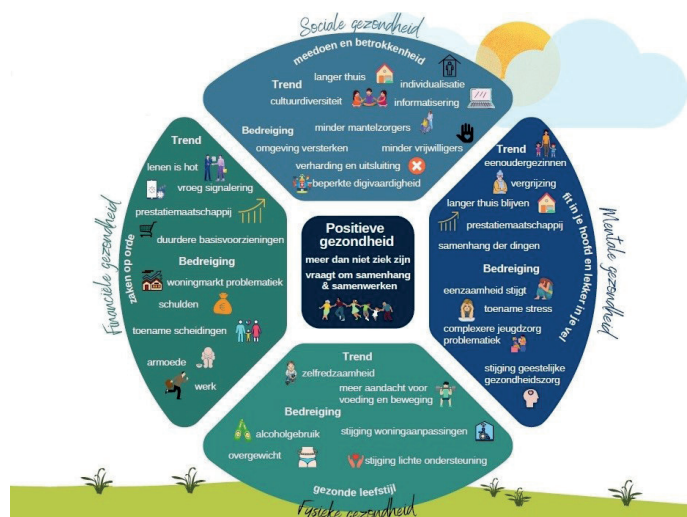 Sociale gezondheid
meedoen en betrokkenheid
Trend
langer thuis
individualisatie
cultuurdiversiteit
informatisering
Bedreiging
minder mantelzorgers
omgeving versterken
minder vrijwilligers
verharding en uitsluiting
beperkte digivaardigheid
Financiële gezondheid
zaken op orde
Trend
lenen is hot
vroeg signalering
prestatiemaatschappij
duurdere basisvoorzieningen
Bedreiging
woningmarkt problematiek
schulden
toename scheidingen
armoede
werk
Positieve
gezondheid
meer dan niet ziek zijn
vraagt om samenhang
& samenwerken
Trend
eenoudergezinnen
vergrijzing
langer thuis blijven
prestatiemaatschappij
samenhang der dingen
Bedreiging
eenzaamheid stijgt
toename stress
complexere jeugdzorg
problematiek
stijging geestelijke
gezondheidszorg
fit in je hoofd en lekker in je vel
Mentale gezondheid
Trend
zelfredzaamheid
meer aandacht voor
voeding en beweging
Bedreiging
alcoholgebruik
stijging woningaanpassingen
overgewicht
stijging lichte ondersteuning
gezonde leefstijl
Fysieke gezondheid